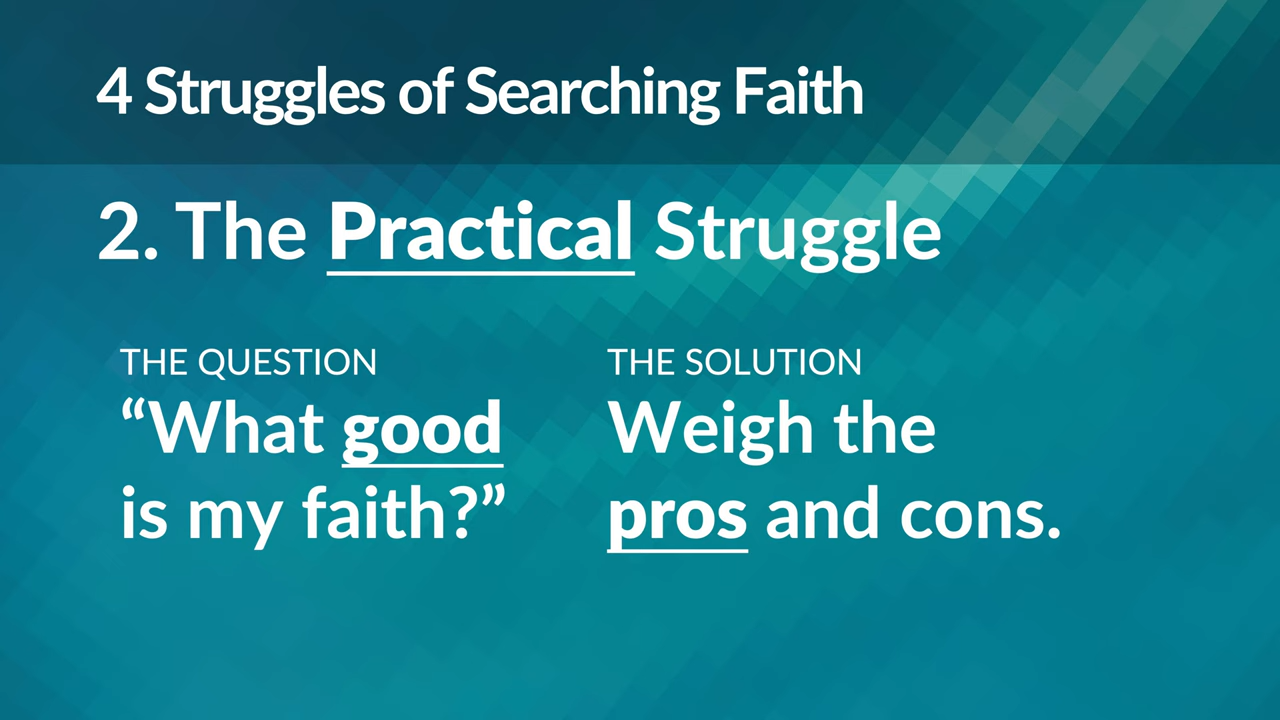 4 Struggles of Searching Faith
2. The Practical Struggle
THE QUESTION
“What good
is my faith?”
THE SOLUTION
Weigh the
pros and cons.